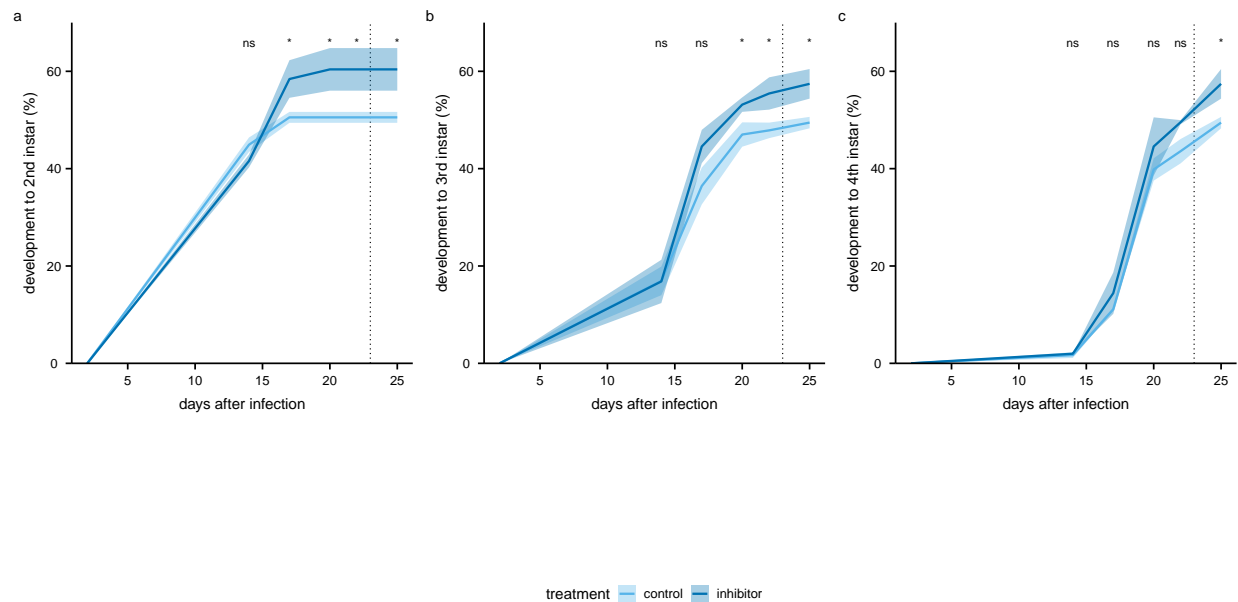 a
ns * * * *
development to 2nd instar (%)
60
40
20
0
5 10 15 20 25
days after infection
b
ns ns * * *
development to 3rd instar (%)
60
40
20
0
5 10 15 20 25
days after infection
c
ns ns ns ns *
development to 4th instar (%)
60
40
20
0
5 10 15 20 25
days after infection
treatment control inhibitor